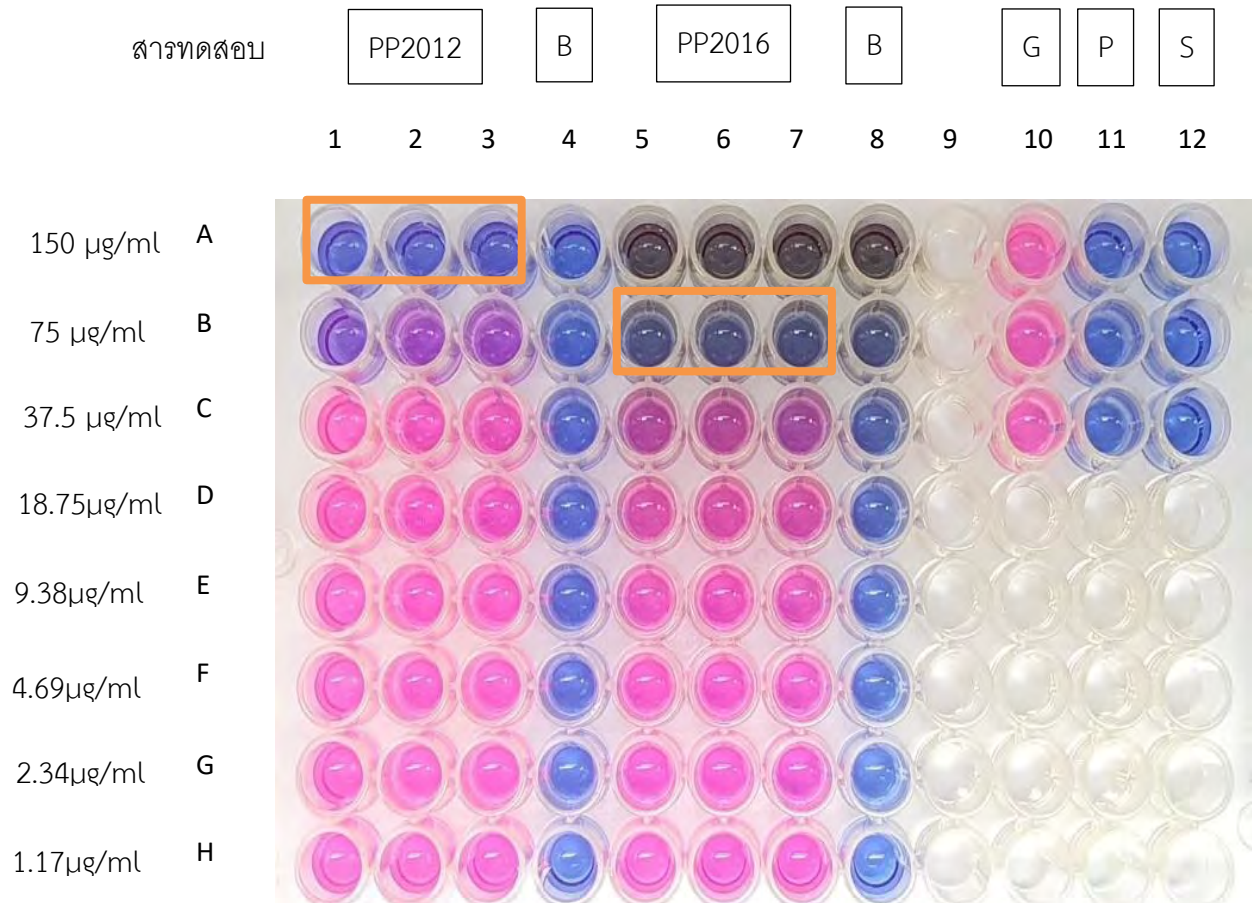 สารทดสอบ PP2012 B PP2016 B G P S
1 2 3 4 5 6 7 8 9 10 11 12
150 µg/ml A
75 µg/ml B
37.5 µg/ml C
18.75µg/ml D
9.38µg/ml E
4.69µg/ml F
2.34µg/ml G
1.17µg/ml H